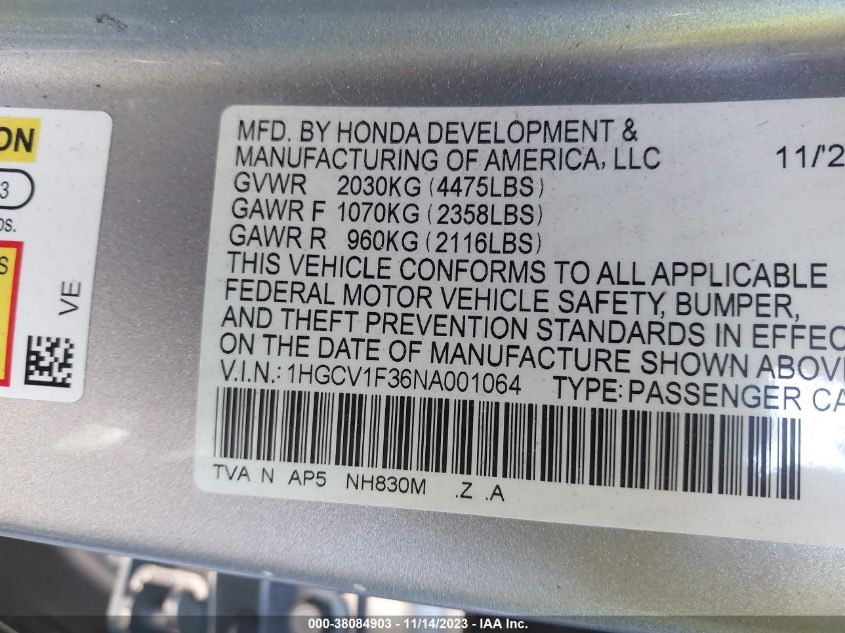 ON
3
S
VE
MFD. BY HONDA DEVELOPMENT &
MANUFACTURING OF AMERICA, LLC 11/'2
GVWR 2030KG (4475LBS)
GAWR F 1070KG (2358LBS)
GAWR R 960KG (2116LBS)
THIS VEHICLE CONFORMS TO ALL APPLICABLE
FEDERAL MOTOR VEHICLE SAFETY, BUMPER,
AND THEFT PREVENTION STANDARDS IN EFFEC
ON THE DATE OF MANUFACTURE SHOWN ABOV
V.I.N.: 1HGCV1F36NA001064 TYPE: PASSENGER CA
TVA N AP5 NH830M .Z .A
000-38084903 - 11/14/2023 - IAA Inc.